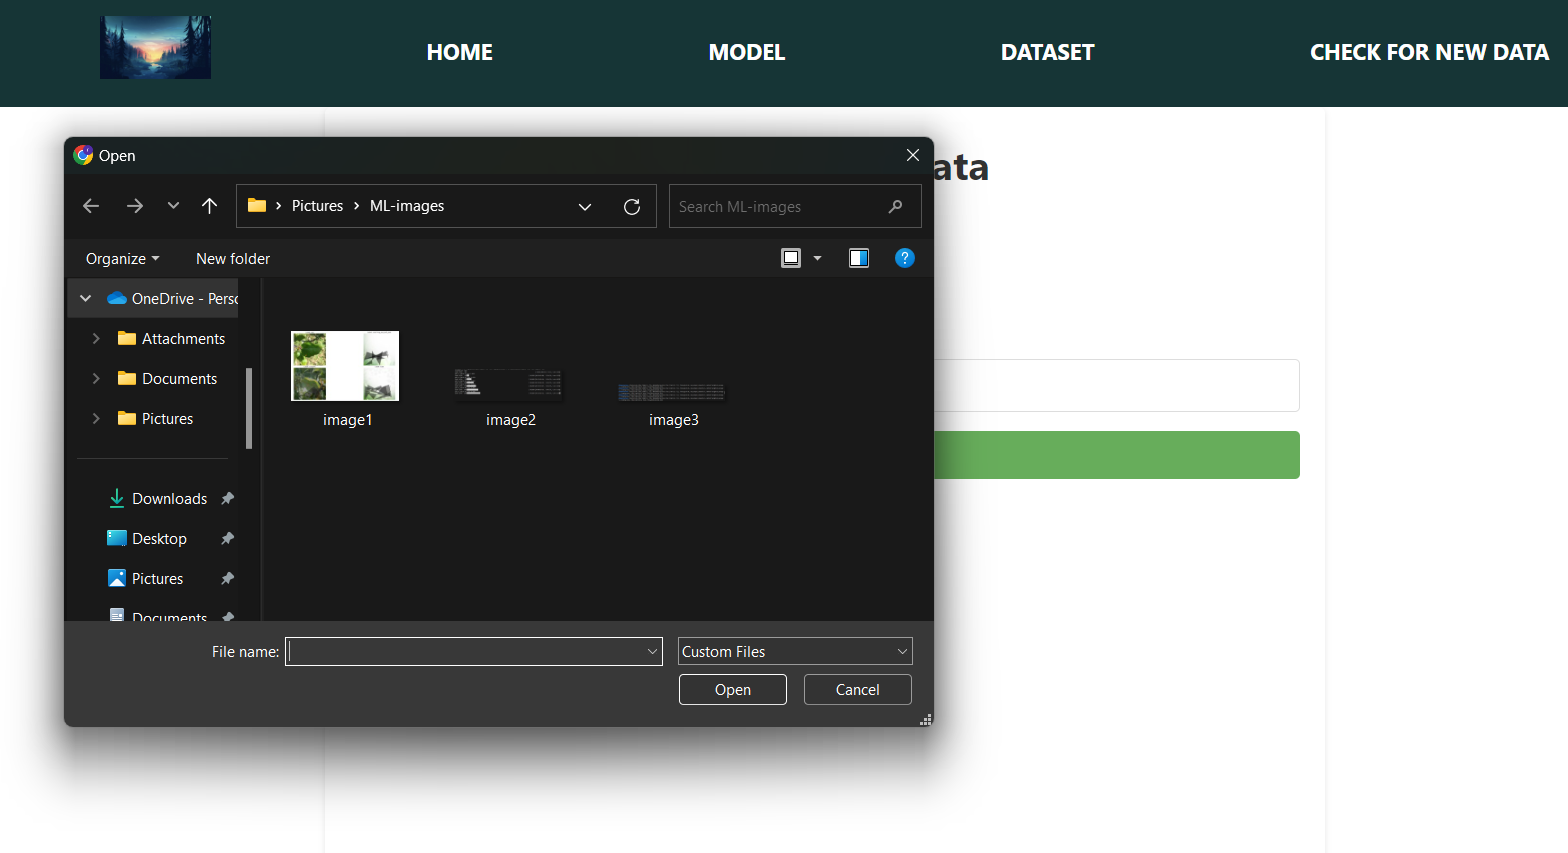 HOME MODEL DATASET CHECK FOR NEW DATA
ata
Open
Pictures > ML-images
Search ML-images
Organize
New folder
OneDrive - Perso
Attachments
Documents
Pictures
Downloads
Desktop
Pictures
Documents
image1
image2
image3
File name:
Custom Files
Open
Cancel